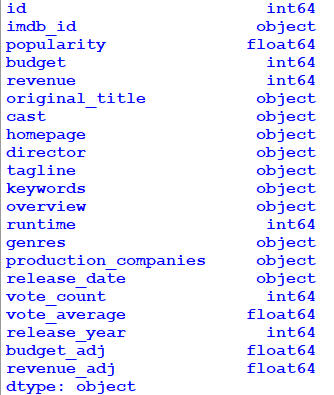 id int64
imdb_id object
popularity float64
budget int64
revenue int64
original_title object
cast object
homepage object
director object
tagline object
keywords object
overview object
runtime int64
genres object
production_companies object
release_date object
vote_count int64
vote_average float64
release_year int64
budget_adj float64
revenue_adj float64
dtype: object